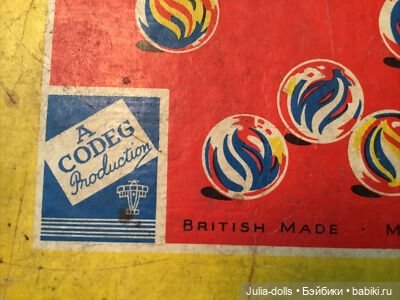 A
CODEG
Production
BRITISH MADE · M
Julia-dolls • Бэйбики • babiki.ru